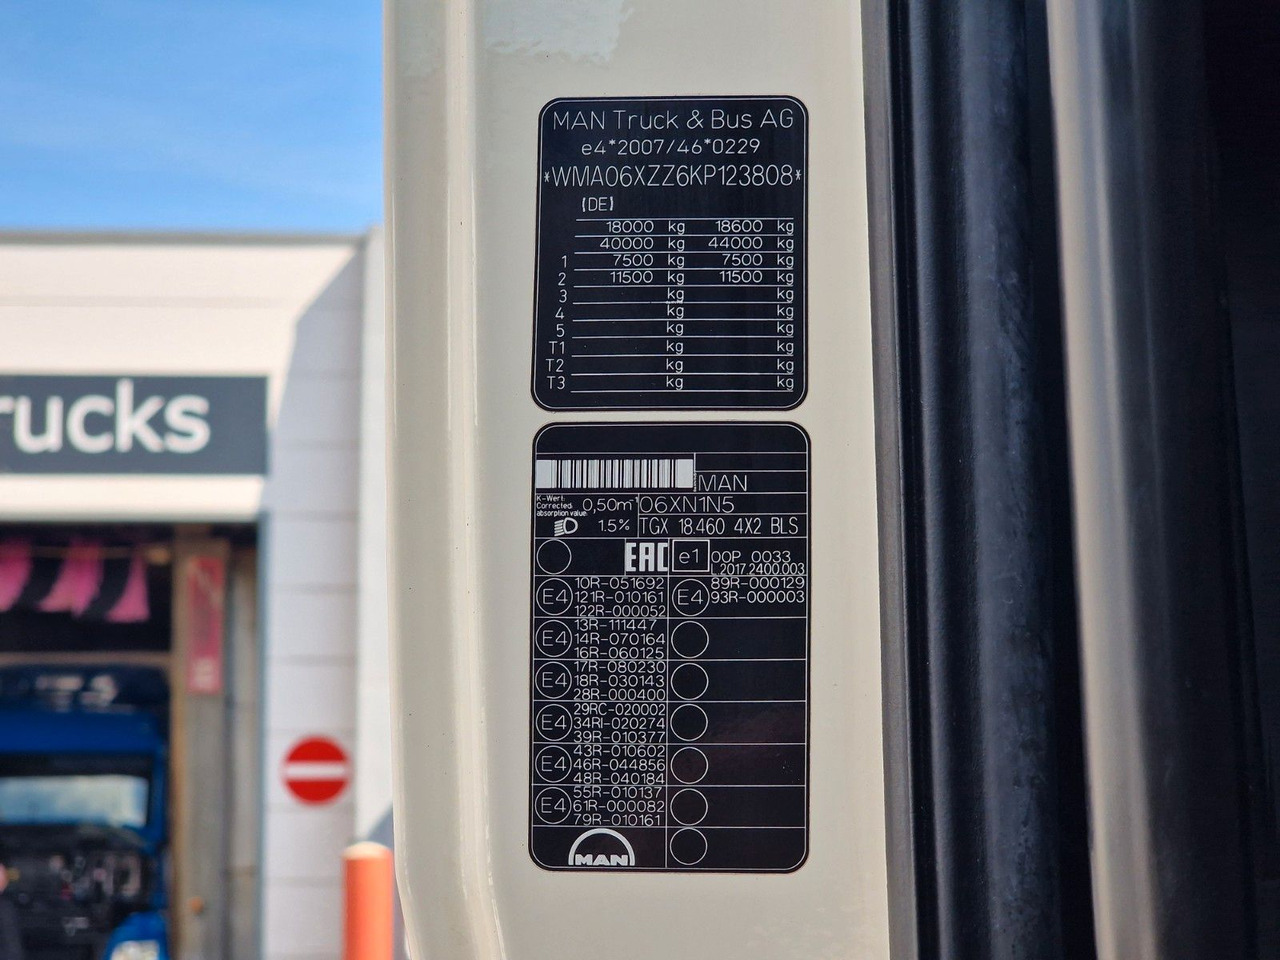 MAN Truck & Bus AG
e4*2007/46*0229
*WMA06XZZ6KP123808*
(DE)
18000 kg 18600 kg
40000 kg 44000 kg
1 7500 kg 7500 kg
2 11500 kg 11500 kg
3 kg kg
4 kg kg
5 kg kg
T1 kg kg
T2 kg kg
T3 kg kg
rucks
MAN
K-Wert:
Corrected
absorption value:
0,50m⁻¹
06XN1N5
1.5%
TGX 18.460 4X2 BLS
EAC
e1
00P 0033
L.2017.2400.003
E4
10R-051692
121R-010161
122R-000052
E4
89R-000129
93R-000003
E4
13R-111447
14R-070164
16R-060125
E4
17R-080230
18R-030143
28R-000400
E4
29RC-020002
34RI-020274
39R-010377
E4
43R-010602
46R-044856
48R-040184
E4
55R-010137
61R-000082
79R-010161
MAN